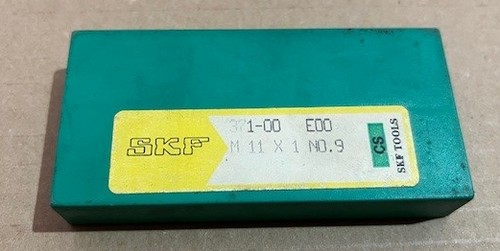 SKF
371-00 E00
M 11 X 1 NO.9
CS
SKF TOOLS